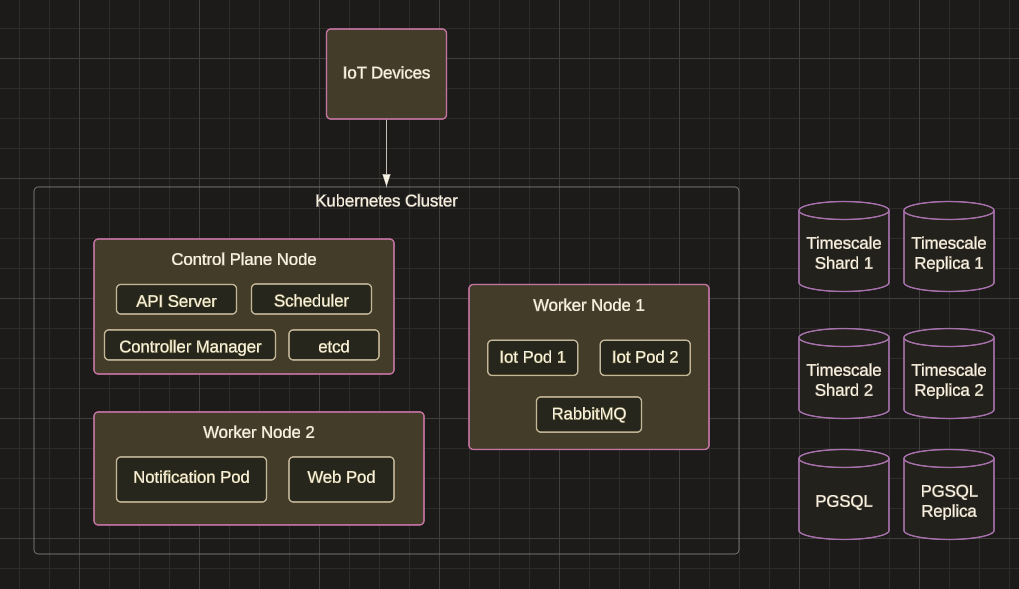 IoT Devices
Kubernetes Cluster
Control Plane Node
API Server
Scheduler
Controller Manager
etcd
Worker Node 2
Notification Pod
Web Pod
Worker Node 1
Iot Pod 1
Iot Pod 2
RabbitMQ
Timescale
Shard 1
Timescale
Replica 1
Timescale
Shard 2
Timescale
Replica 2
PGSQL
PGSQL
Replica